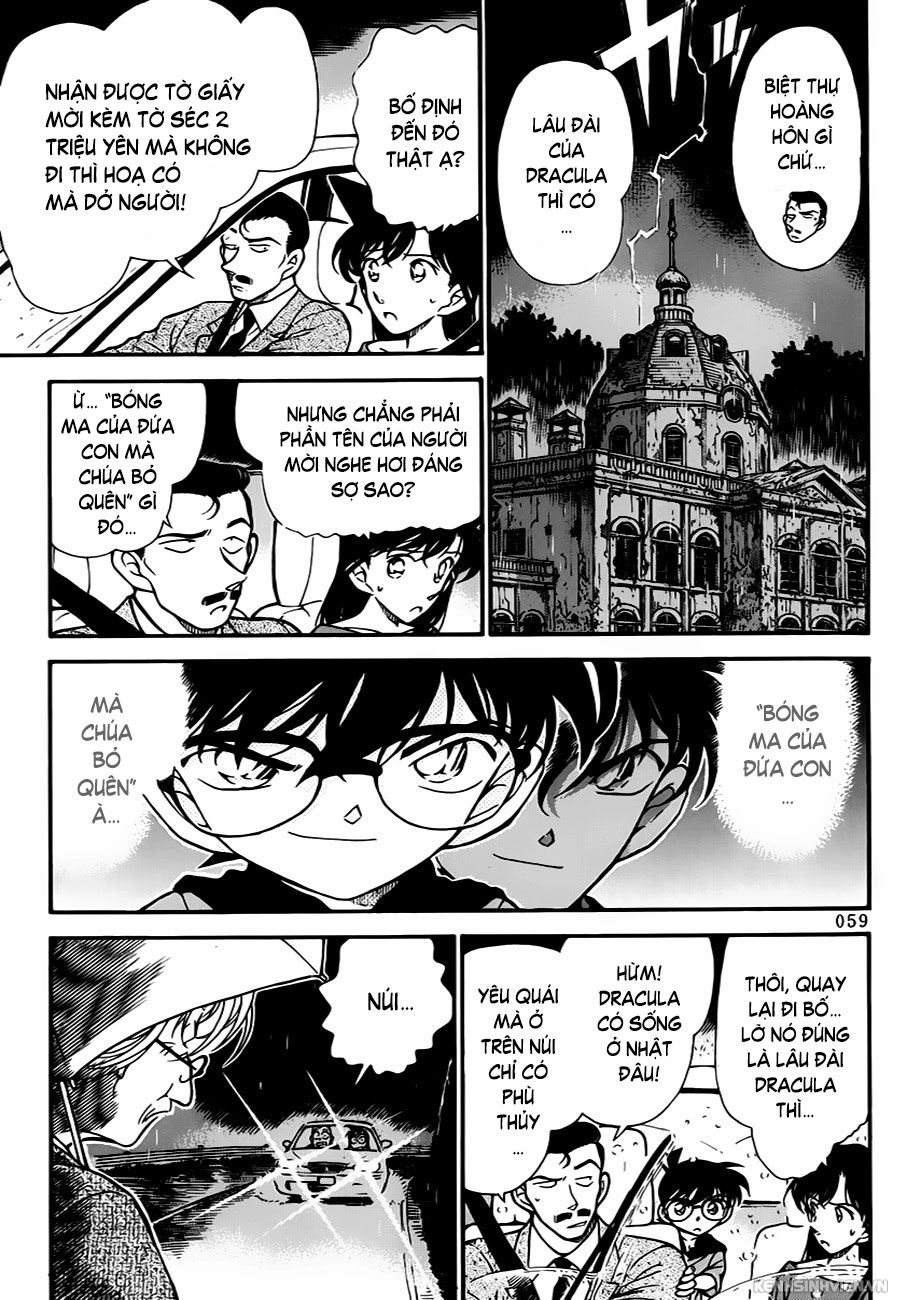 BIỆT THỰ
HOÀNG
HÔN GÌ
CHỨ...
LÂU ĐÀI
CỦA
DRACULA
THÌ CÓ
...
ガガッ
BỐ ĐỊNH
ĐẾN ĐÓ
THẬT Ạ?
NHẬN ĐƯỢC TỜ GIẤY
MỜI KÈM TỜ SÉC 2
TRIỆU YÊN MÀ KHÔNG
ĐI THÌ HOẠ CÓ
MÀ DỞ NGƯỜI!
NHƯNG CHẲNG PHẢI
PHẦN TÊN CỦA NGƯỜI
MỜI NGHE HƠI ĐÁNG
SỢ SAO?
Ừ... "BÓNG
MA CỦA ĐỨA
CON MÀ
CHÚA BỎ
QUÊN" GÌ
ĐÓ...
"BÓNG
MA CỦA
ĐỨA CON
...
MÀ
CHÚA
BỎ
QUÊN"
À...
059
THÔI, QUAY
LẠI ĐI BỐ...
LỠ NÓ ĐÚNG
LÀ LÂU ĐÀI
DRACULA
THÌ...
HỪM!
DRACULA
CÓ SỐNG
Ở NHẬT
ĐÂU!
YÊU QUÁI
MÀ Ở
TRÊN NÚI
CHỈ CÓ
PHÙ
THỦY
...
NÚI...
KENHSINHVIEN.VN